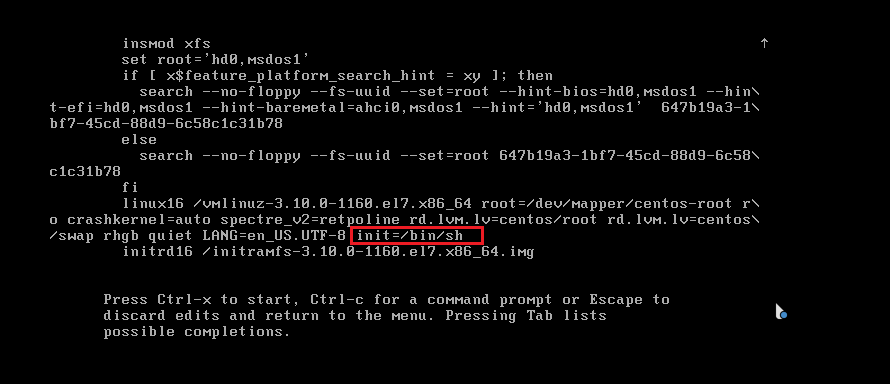 insmod xfs
set root='hd0,msdos1'
if [ x$feature_platform_search_hint = xy ]; then
search --no-floppy --fs-uuid --set=root --hint-bios=hd0,msdos1 --hin\
t-efi=hd0,msdos1 --hint-baremetal=ahci0,msdos1 --hint='hd0,msdos1'  647b19a3-1\
bf7-45cd-88d9-6c58c1c31b78
else
search --no-floppy --fs-uuid --set=root 647b19a3-1bf7-45cd-88d9-6c58\
c1c31b78
fi
linux16 /vmlinuz-3.10.0-1160.el7.x86_64 root=/dev/mapper/centos-root r\
o crashkernel=auto spectre_v2=retpoline rd.lvm.lv=centos/root rd.lvm.lv=centos\
/swap rhgb quiet LANG=en_US.UTF-8 init=/bin/sh
initrd16 /initramfs-3.10.0-1160.el7.x86_64.img
Press Ctrl-x to start, Ctrl-c for a command prompt or Escape to
discard edits and return to the menu. Pressing Tab lists
possible completions.